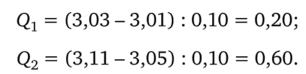 Q₁ = (3,03 – 3,01) : 0,10 = 0,20;
Q₂ = (3,11 – 3,05) : 0,10 = 0,60.